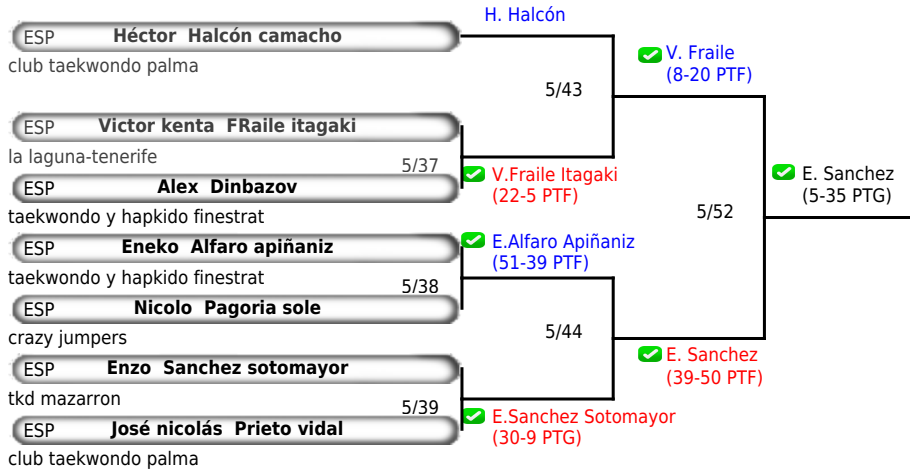 H. Halcón
ESP Héctor Halcón camacho
club taekwondo palma
V. Fraile
(8-20 PTF)
5/43
ESP Victor kenta FRaile itagaki
la laguna-tenerife
5/37
V.Fraile Itagaki
(22-5 PTF)
ESP Alex Dinbazov
taekwondo y hapkido finestrat
E. Sanchez
(5-35 PTG)
5/52
ESP Eneko Alfaro apiñaniz
taekwondo y hapkido finestrat
E.Alfaro Apiñaniz
(51-39 PTF)
5/38
ESP Nicolo Pagoria sole
crazy jumpers
5/44
E. Sanchez
(39-50 PTF)
ESP Enzo Sanchez sotomayor
tkd mazarron
5/39
E.Sanchez Sotomayor
(30-9 PTG)
ESP José nicolás Prieto vidal
club taekwondo palma